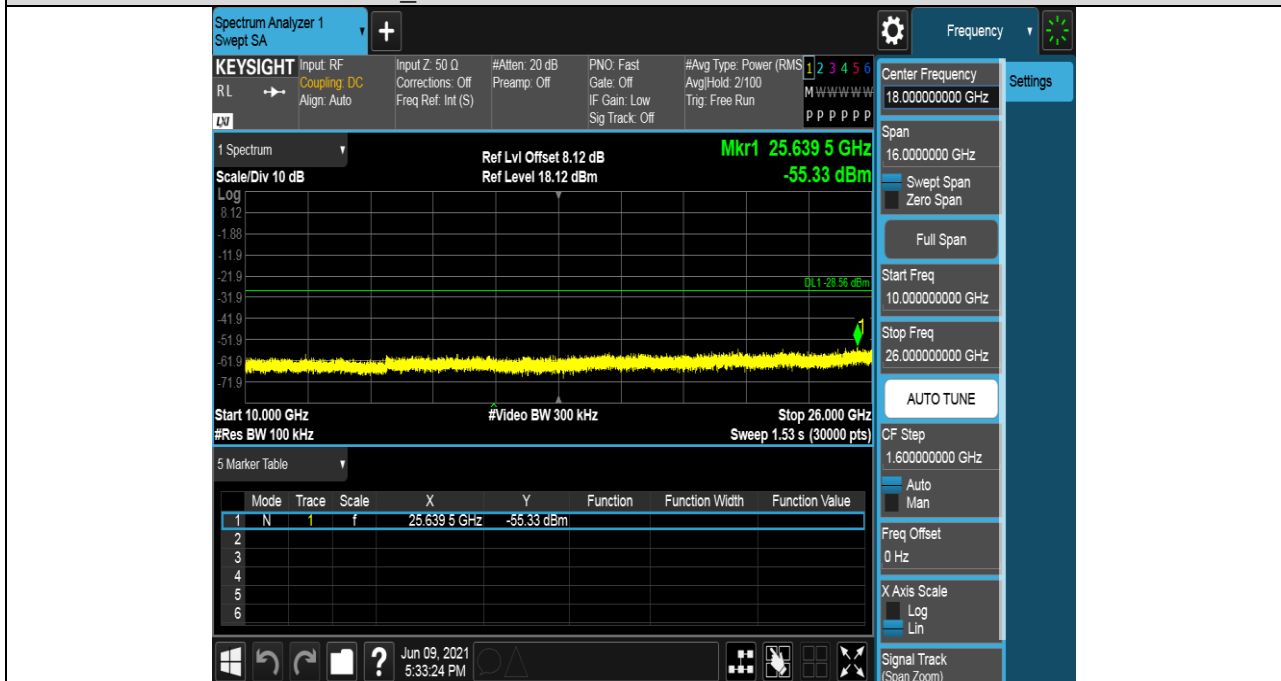 Spectrum Analyzer 1
Swept SA
+
Frequency
KEYSIGHT
RL
LXI
Input: RF
Coupling: DC
Align: Auto
Input Z: 50 Ω
Corrections: Off
Freq Ref: Int (S)
#Atten: 20 dB
Preamp: Off
PNO: Fast
Gate: Off
IF Gain: Low
Sig Track: Off
#Avg Type: Power (RMS
Avg|Hold: 2/100
Trig: Free Run
1 2 3 4 5 6
M W W W W W
P P P P P P
1 Spectrum
Scale/Div 10 dB
Ref Lvl Offset 8.12 dB
Ref Level 18.12 dBm
Mkr1 25.639 5 GHz
-55.33 dBm
Log
8.12
-1.88
-11.9
-21.9
-31.9
-41.9
-51.9
-61.9
-71.9
DL1 -28.56 dBm
1
Start 10.000 GHz
#Res BW 100 kHz
#Video BW 300 kHz
Stop 26.000 GHz
Sweep 1.53 s (30000 pts)
5 Marker Table
Mode Trace Scale X Y Function Function Width Function Value
1 N 1 f 25.639 5 GHz -55.33 dBm
2
3
4
5
6
?
Jun 09, 2021
5:33:24 PM
Center Frequency
18.000000000 GHz
Span
16.0000000 GHz
Swept Span
Zero Span
Full Span
Start Freq
10.000000000 GHz
Stop Freq
26.000000000 GHz
AUTO TUNE
CF Step
1.600000000 GHz
Auto
Man
Freq Offset
0 Hz
X Axis Scale
Log
Lin
Signal Track
(Span Zoom)
Settings